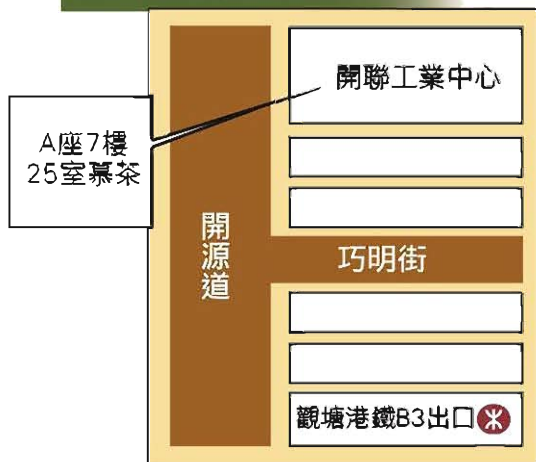 開聯工業中心
A座7樓
25室慕茶
開源道
巧明街
觀塘港鐵B3出口